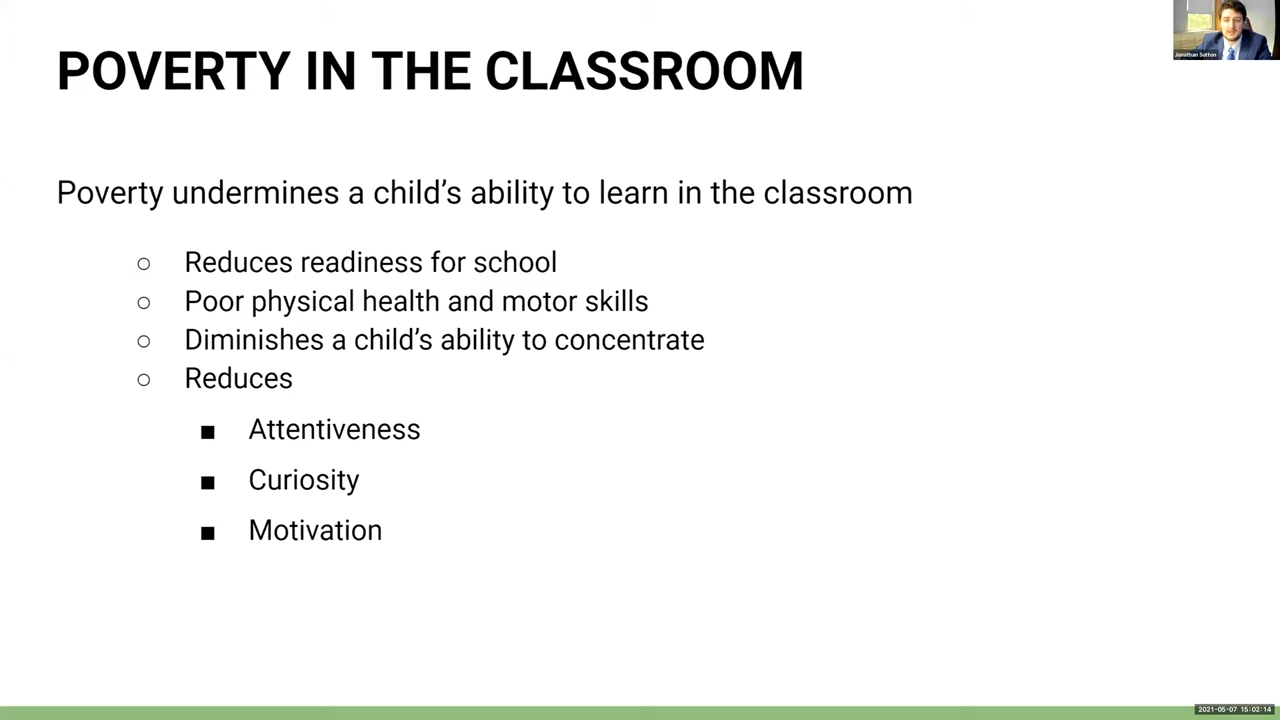 POVERTY IN THE CLASSROOM
Jonathan Sutton
Poverty undermines a child’s ability to learn in the classroom
○ Reduces readiness for school
○ Poor physical health and motor skills
○ Diminishes a child’s ability to concentrate
○ Reduces
■ Attentiveness
■ Curiosity
■ Motivation
2021-05-07 15:02:14